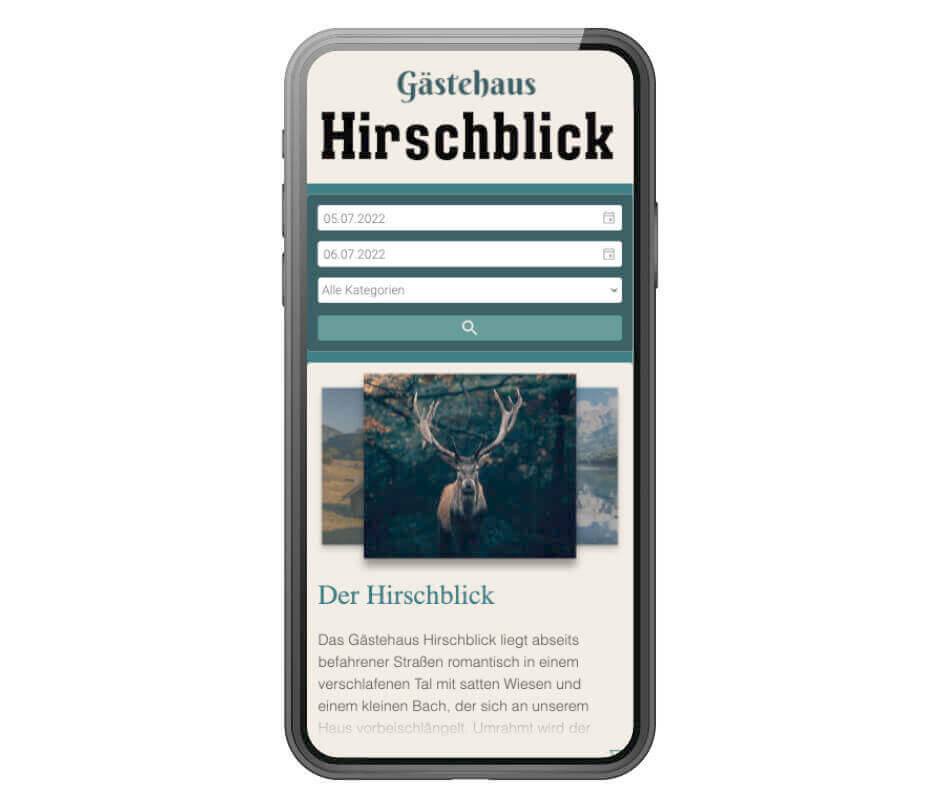 Gästehaus
Hirschblick
05.07.2022
06.07.2022
Alle Kategorien
Der Hirschblick
Das Gästehaus Hirschblick liegt abseits
befahrener Straßen romantisch in einem
verschlafenen Tal mit satten Wiesen und
einem kleinen Bach, der sich an unserem
Haus vorbeischlängelt. Umrahmt wird der